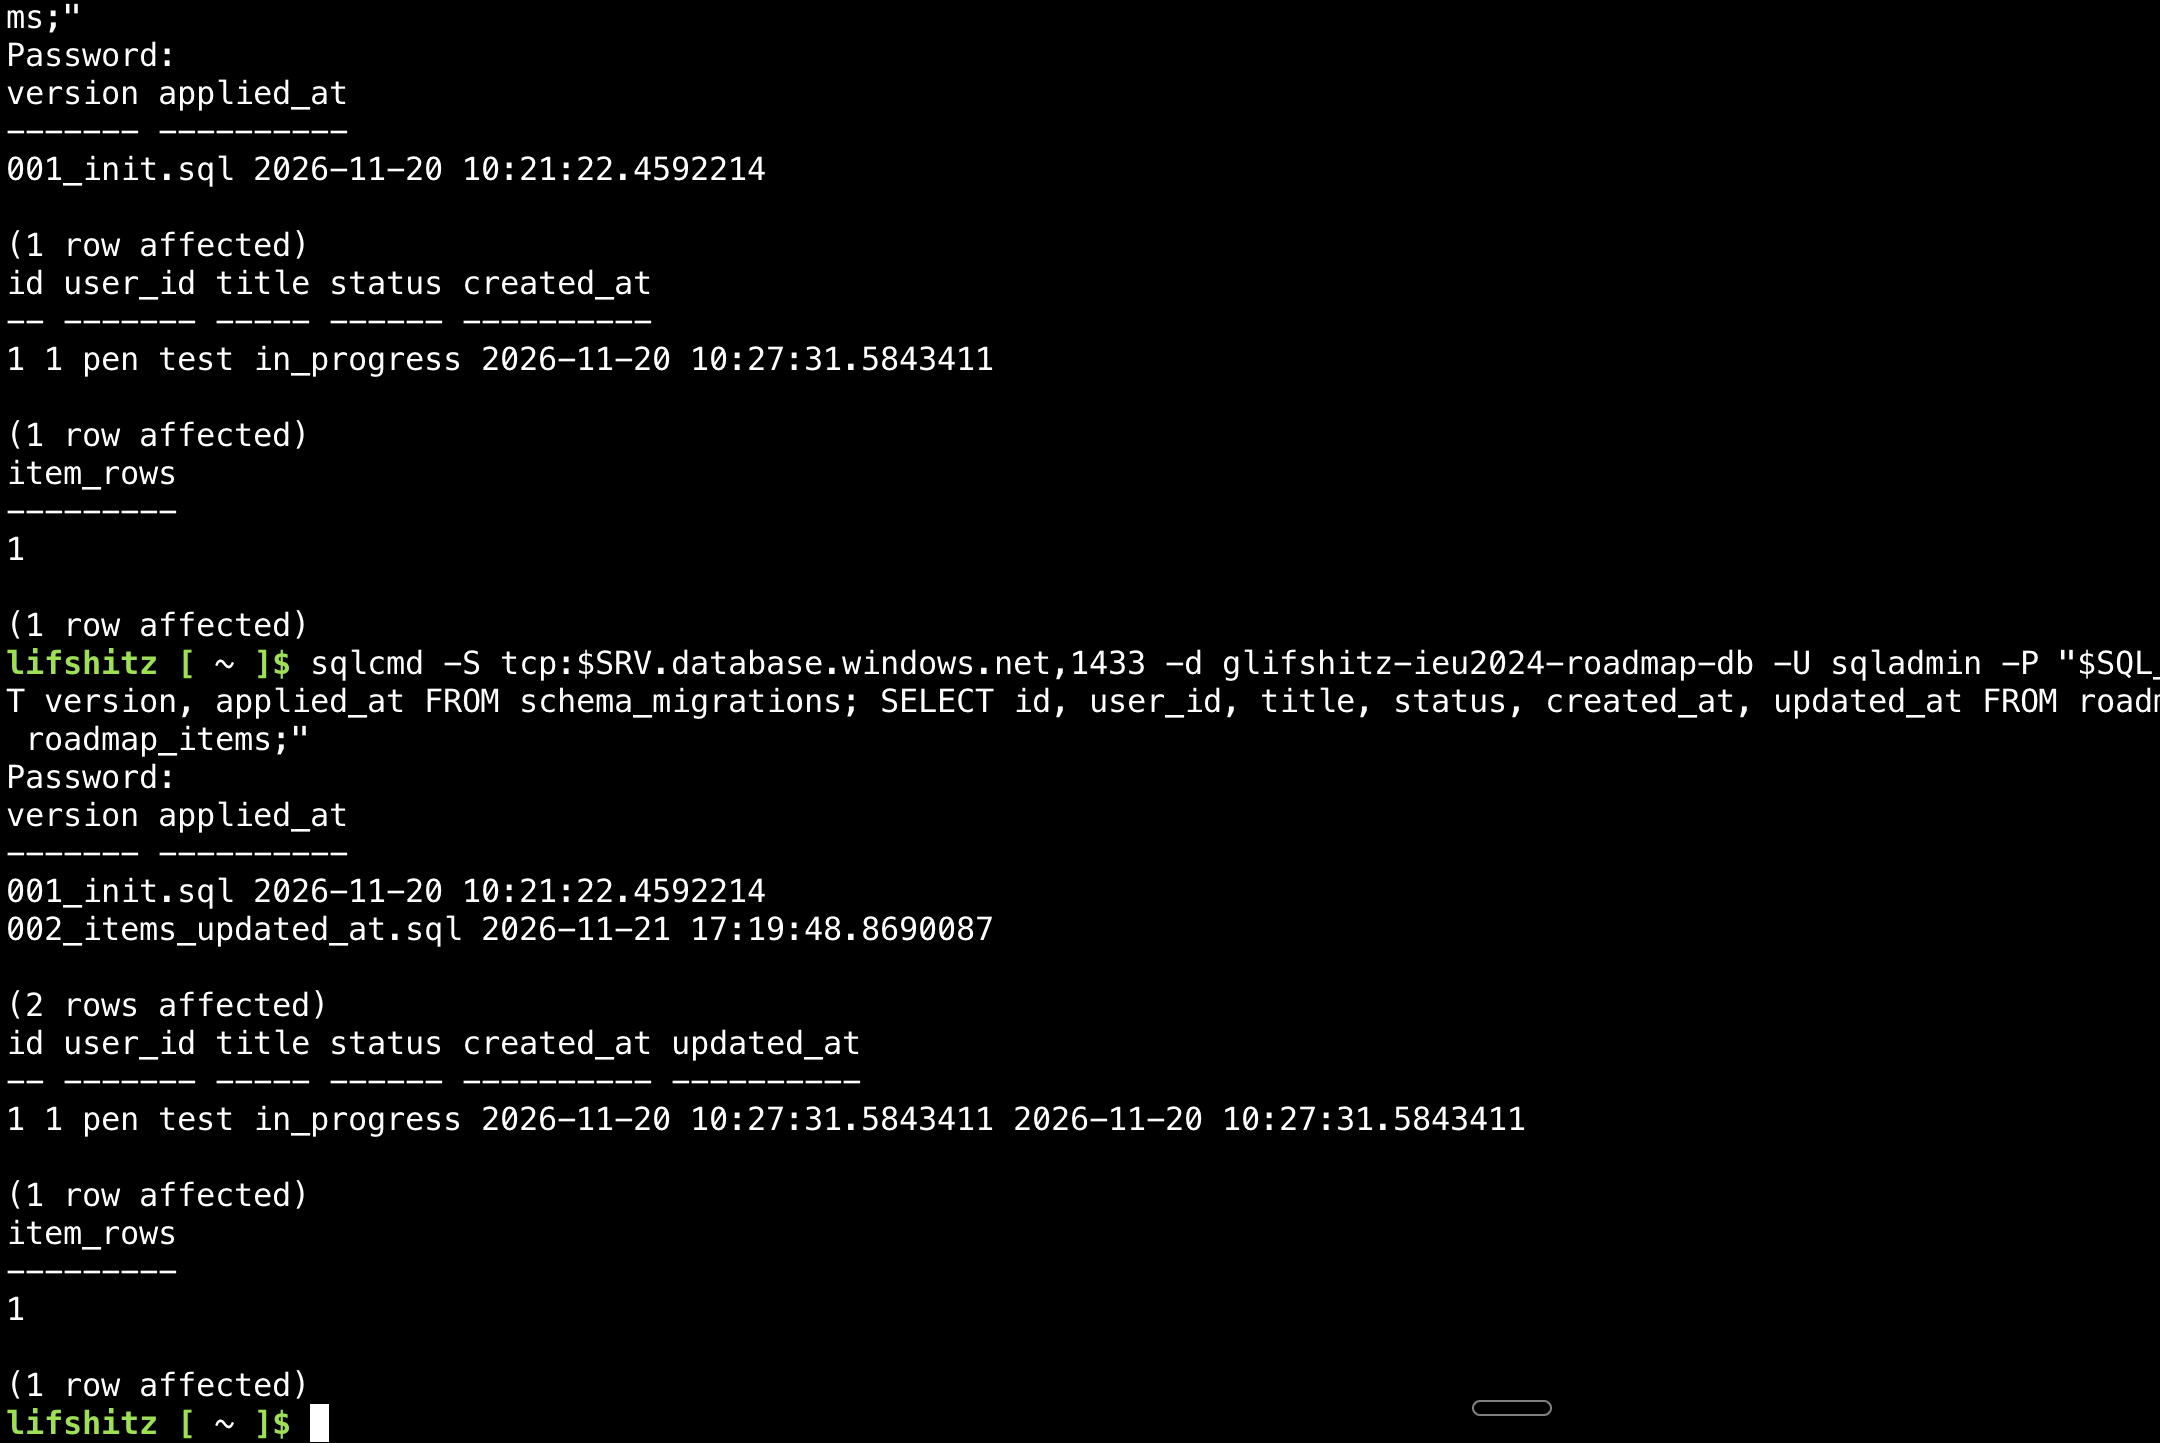 ms;"
Password:
version applied_at
------- ----------
001_init.sql 2026-11-20 10:21:22.4592214
(1 row affected)
id user_id title status created_at
-- ------- ----- ------ ----------
1 1 pen test in_progress 2026-11-20 10:27:31.5843411
(1 row affected)
item_rows
---------
1
(1 row affected)
lifshitz [ ~ ]$ sqlcmd -S tcp:$SRV.database.windows.net,1433 -d glifshitz-ieu2024-roadmap-db -U sqladmin -P "$SQL_
T version, applied_at FROM schema_migrations; SELECT id, user_id, title, status, created_at, updated_at FROM roadm
roadmap_items;"
Password:
version applied_at
------- ----------
001_init.sql 2026-11-20 10:21:22.4592214
002_items_updated_at.sql 2026-11-21 17:19:48.8690087
(2 rows affected)
id user_id title status created_at updated_at
-- ------- ----- ------ ---------- ----------
1 1 pen test in_progress 2026-11-20 10:27:31.5843411 2026-11-20 10:27:31.5843411
(1 row affected)
item_rows
---------
1
(1 row affected)
lifshitz [ ~ ]$